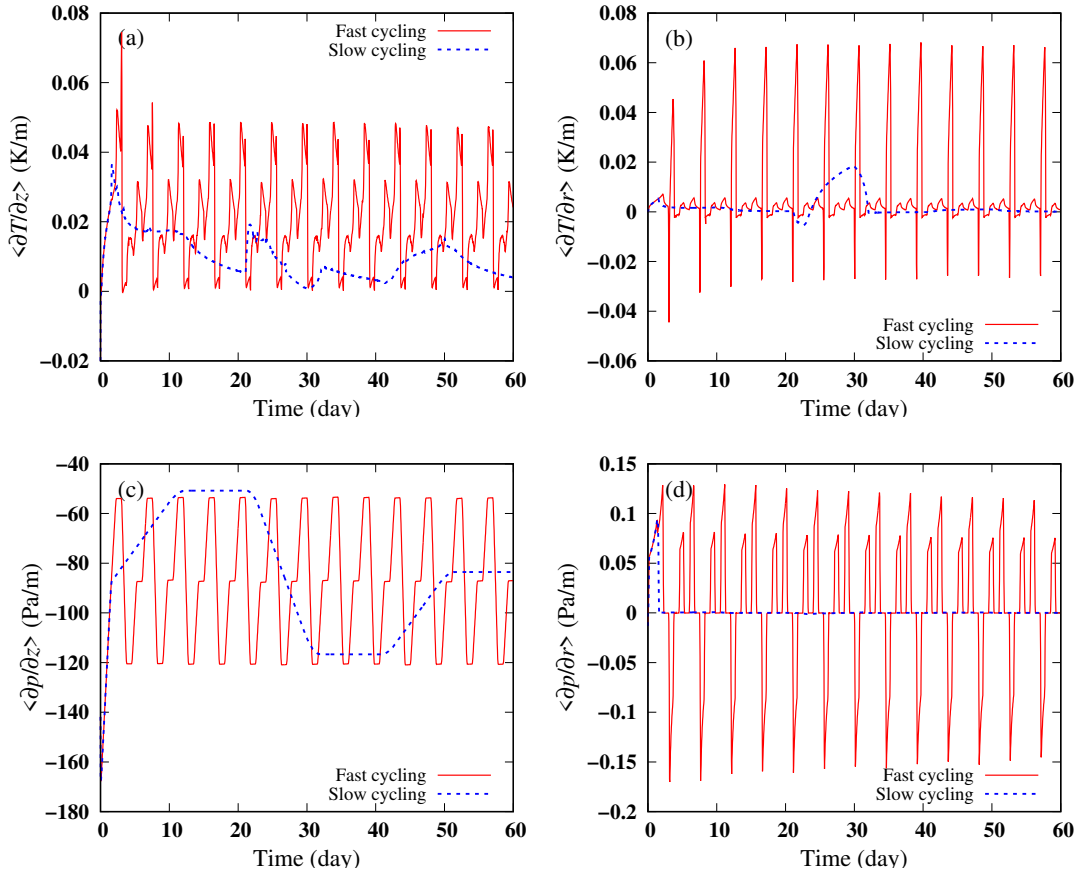 (a)
Fast cycling
Slow cycling
0.08
0.06
0.04
0.02
0
−0.02
<∂T/∂z> (K/m)
0 10 20 30 40 50 60
Time (day)
(b)
Fast cycling
Slow cycling
0.08
0.06
0.04
0.02
0
−0.02
−0.04
−0.06
<∂T/∂r> (K/m)
0 10 20 30 40 50 60
Time (day)
(c)
Fast cycling
Slow cycling
−40
−60
−80
−100
−120
−140
−160
−180
<∂p/∂z> (Pa/m)
0 10 20 30 40 50 60
Time (day)
(d)
Fast cycling
Slow cycling
0.15
0.1
0.05
0
−0.05
−0.1
−0.15
−0.2
<∂p/∂r> (Pa/m)
0 10 20 30 40 50 60
Time (day)